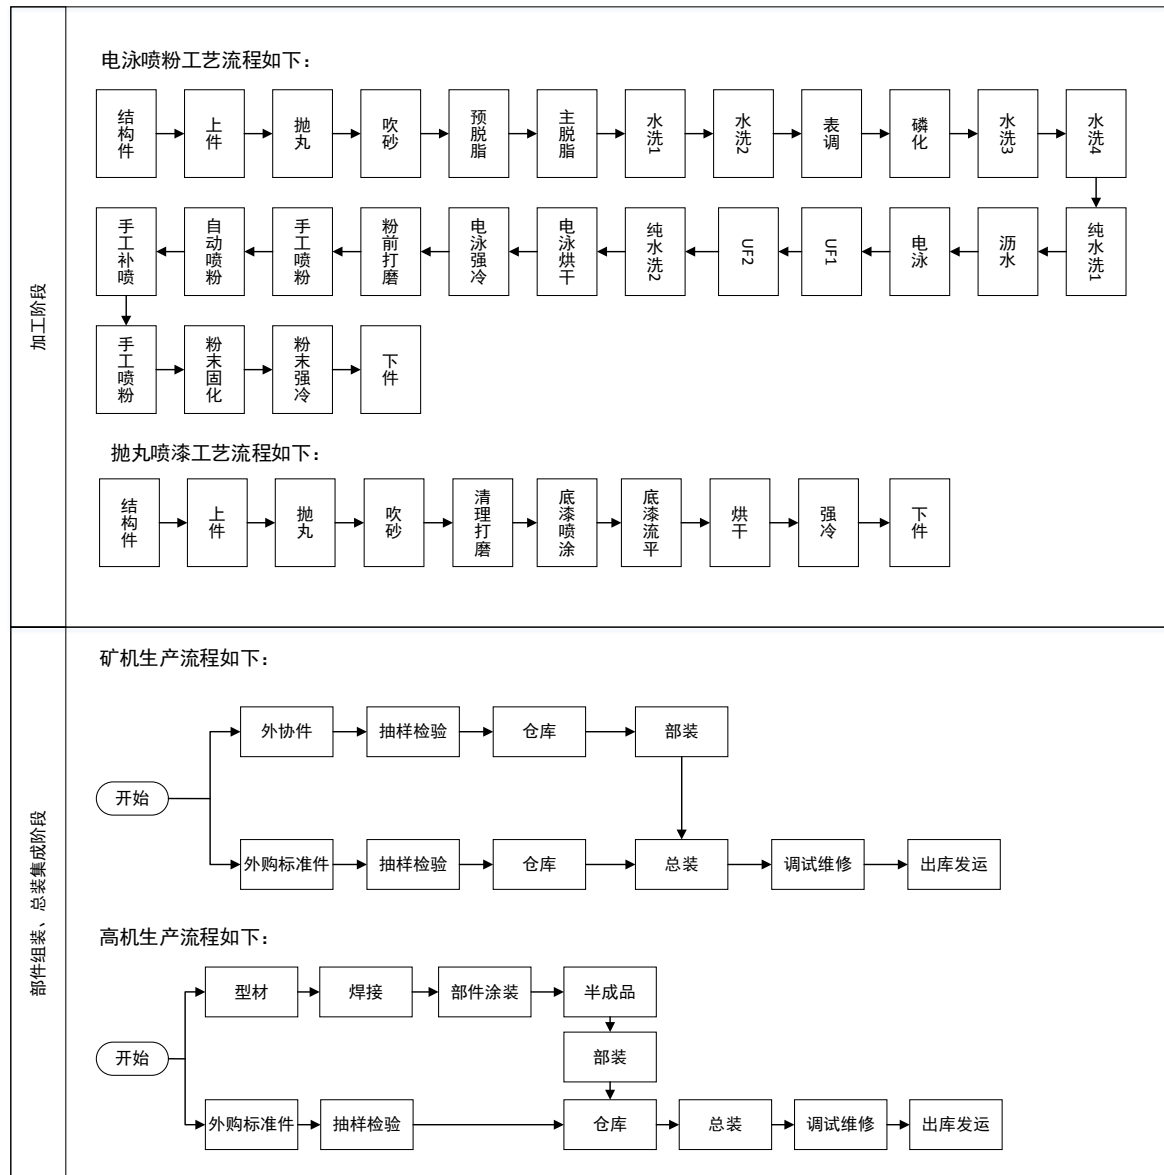 加工阶段
电泳喷粉工艺流程如下：
结构件
上件
抛丸
吹砂
预脱脂
主脱脂
水洗1
水洗2
表调
磷化
水洗3
水洗4
手工补喷
自动喷粉
手工喷粉
粉前打磨
电泳强冷
电泳烘干
纯水洗2
UF2
UF1
电泳
沥水
纯水洗1
手工喷粉
粉末固化
粉末强冷
下件
抛丸喷漆工艺流程如下：
结构件
上件
抛丸
吹砂
清理打磨
底漆喷涂
底漆流平
烘干
强冷
下件
部件组装、总装集成阶段
矿机生产流程如下：
外协件
抽样检验
仓库
部装
开始
外购标准件
抽样检验
仓库
总装
调试维修
出库发运
高机生产流程如下：
型材
焊接
部件涂装
半成品
开始
部装
外购标准件
抽样检验
仓库
总装
调试维修
出库发运